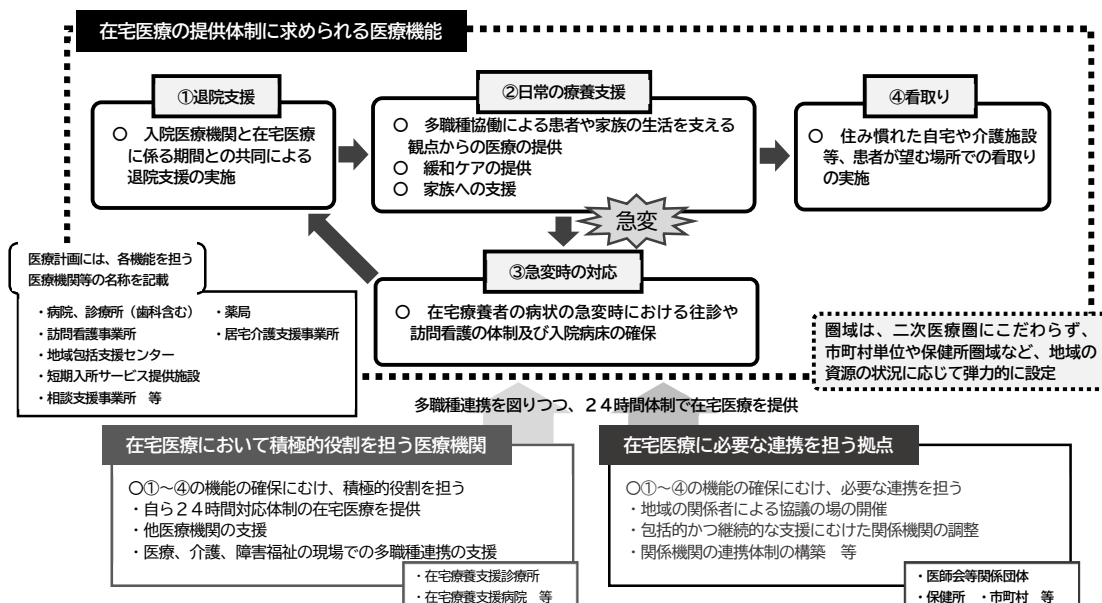 在宅医療の提供体制に求められる医療機能
①退院支援
○ 入院医療機関と在宅医療
に係る期間との共同による
退院支援の実施
②日常の療養支援
○ 多職種協働による患者や家族の生活を支える
観点からの医療の提供
○ 緩和ケアの提供
○ 家族への支援
④看取り
○ 住み慣れた自宅や介護施設
等、患者が望む場所での看取り
の実施
急変
③急変時の対応
○ 在宅療養者の病状の急変時における往診や
訪問看護の体制及び入院病床の確保
医療計画には、各機能を担う
医療機関等の名称を記載
・病院、診療所（歯科含む） ・薬局
・訪問看護事業所 ・居宅介護支援事業所
・地域包括支援センター
・短期入所サービス提供施設
・相談支援事業所 等
圏域は、二次医療圏にこだわらず、
市町村単位や保健所圏域など、地域の
資源の状況に応じて弾力的に設定
多職種連携を図りつつ、２４時間体制で在宅医療を提供
在宅医療において積極的役割を担う医療機関
○①～④の機能の確保にむけ、積極的役割を担う
・自ら２４時間対応体制の在宅医療を提供
・他医療機関の支援
・医療、介護、障害福祉の現場での多職種連携の支援
・在宅療養支援診療所
・在宅療養支援病院 等
在宅医療に必要な連携を担う拠点
○①～④の機能の確保にむけ、必要な連携を担う
・地域の関係者による協議の場の開催
・包括的かつ継続的な支援にむけた関係機関の調整
・関係機関の連携体制の構築 等
・医師会等関係団体
・保健所 ・市町村 等